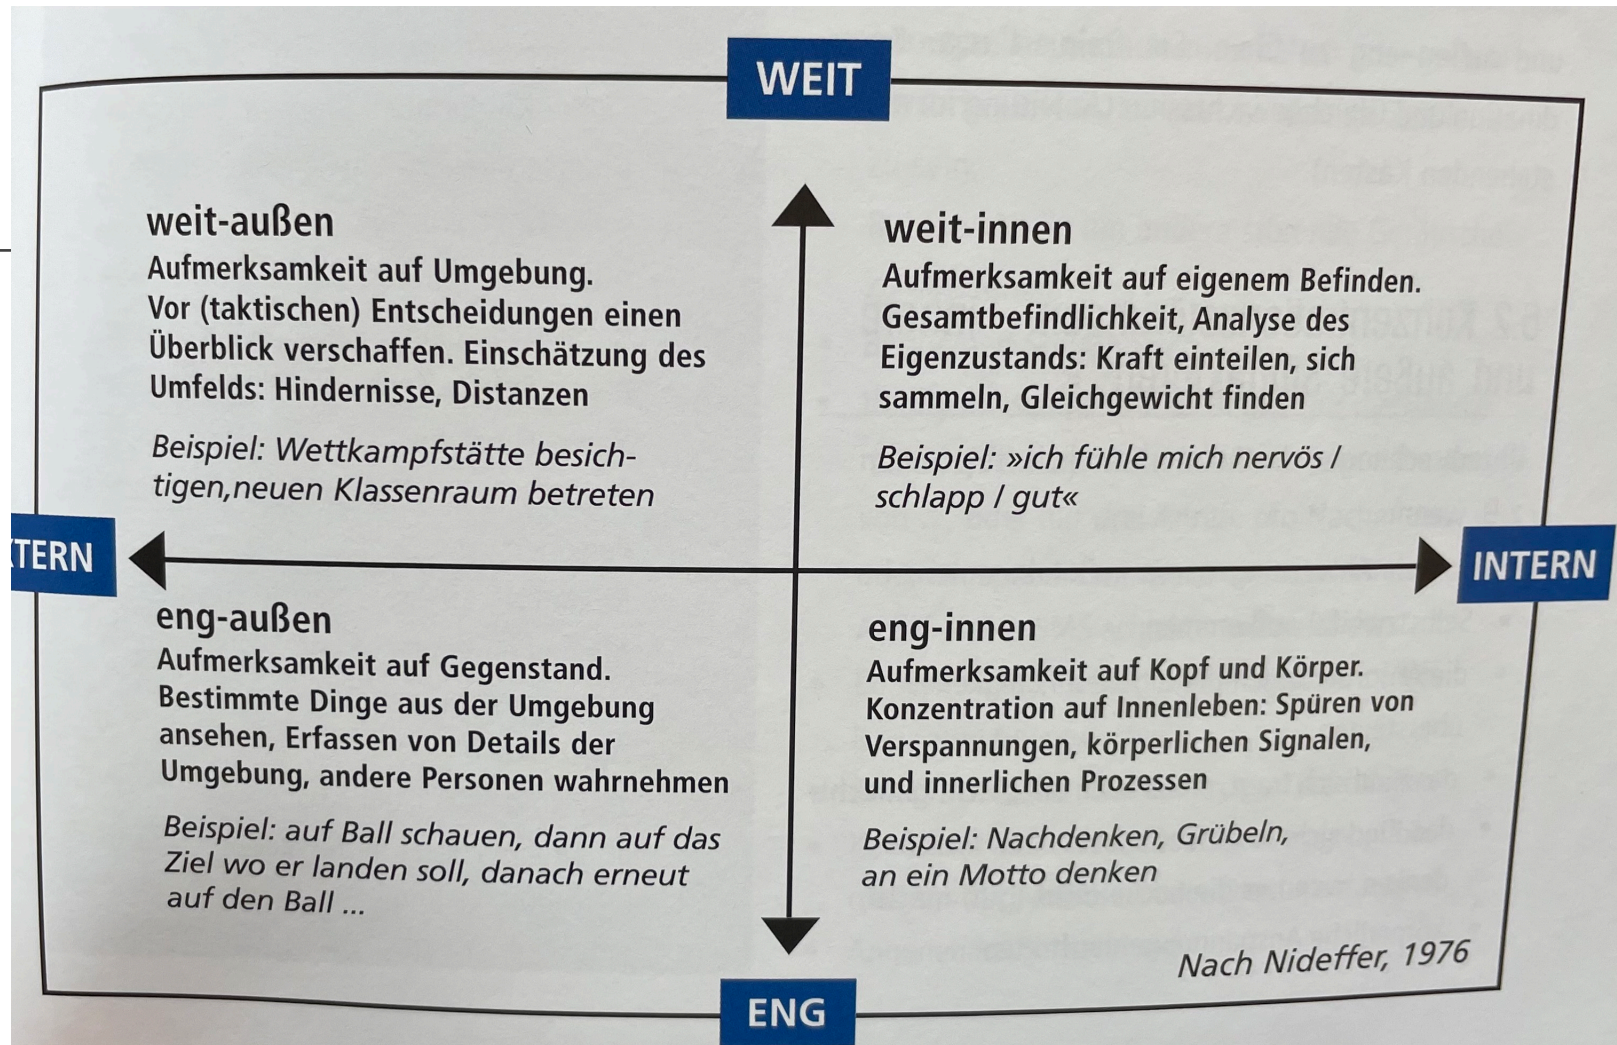 WEIT
weit-außen
Aufmerksamkeit auf Umgebung.
Vor (taktischen) Entscheidungen einen
Überblick verschaffen. Einschätzung des
Umfelds: Hindernisse, Distanzen
Beispiel: Wettkampfstätte besich-
tigen,neuen Klassenraum betreten
weit-innen
Aufmerksamkeit auf eigenem Befinden.
Gesamtbefindlichkeit, Analyse des
Eigenzustands: Kraft einteilen, sich
sammeln, Gleichgewicht finden
Beispiel: »ich fühle mich nervös /
schlapp / gut«
TERN
INTERN
eng-außen
Aufmerksamkeit auf Gegenstand.
Bestimmte Dinge aus der Umgebung
ansehen, Erfassen von Details der
Umgebung, andere Personen wahrnehmen
Beispiel: auf Ball schauen, dann auf das
Ziel wo er landen soll, danach erneut
auf den Ball ...
eng-innen
Aufmerksamkeit auf Kopf und Körper.
Konzentration auf Innenleben: Spüren von
Verspannungen, körperlichen Signalen,
und innerlichen Prozessen
Beispiel: Nachdenken, Grübeln,
an ein Motto denken
Nach Nideffer, 1976
ENG